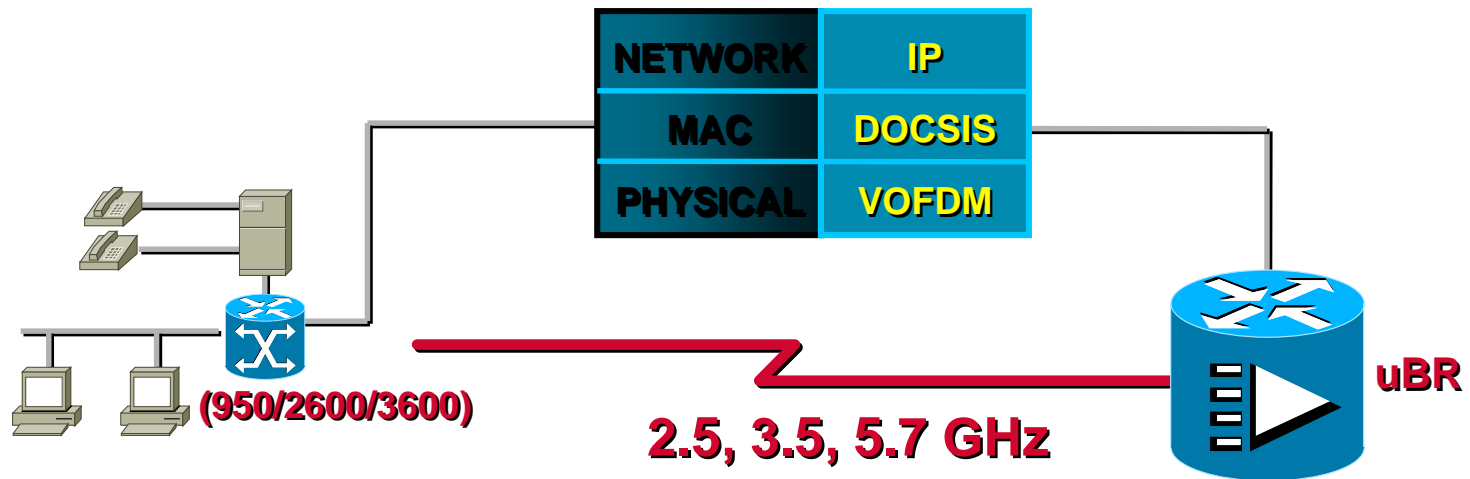 NETWORK IP
MAC DOCSIS
PHYSICAL VOFDM
(950/2600/3600)
uBR
2.5, 3.5, 5.7 GHz